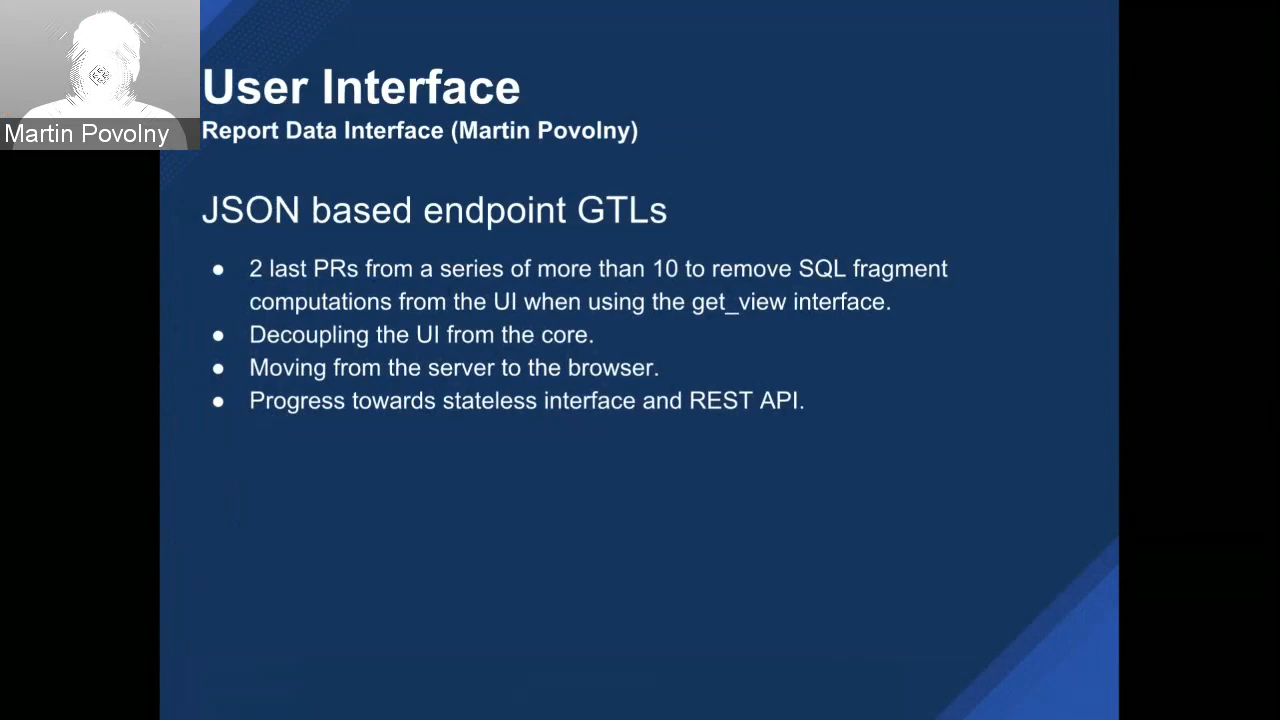 User Interface
Report Data Interface (Martin Povolny)
Martin Povolny
JSON based endpoint GTLs
● 2 last PRs from a series of more than 10 to remove SQL fragment
computations from the UI when using the get_view interface.
● Decoupling the UI from the core.
● Moving from the server to the browser.
● Progress towards stateless interface and REST API.